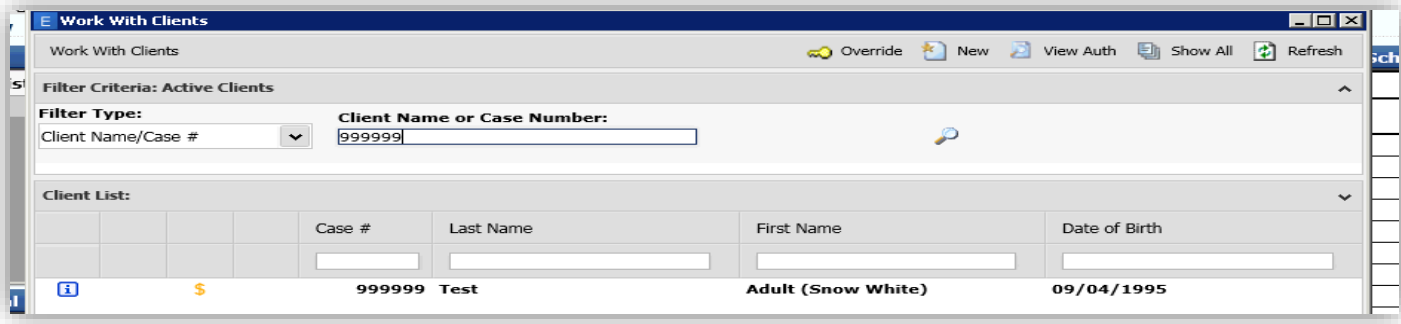 E Work With Clients
Work With Clients Override New View Auth Show All Refresh
Sch
Filter Criteria: Active Clients
Filter Type: Client Name or Case Number:
Client Name/Case # 999999
Client List:
Case # Last Name First Name Date of Birth
i $ 999999 Test Adult (Snow White) 09/04/1995